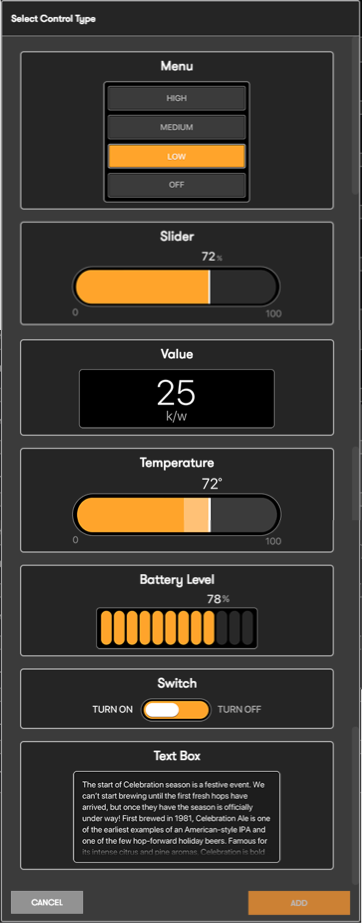 Select Control Type
Menu
HIGH
MEDIUM
LOW
OFF
Slider
72%
0 100
Value
25
k/w
Temperature
72°
0 100
Battery Level
78%
Switch
TURN ON TURN OFF
Text Box
The start of Celebration season is a festive event. We
can't start brewing until the first fresh hops have
arrived, but once they have the season is officially
under way! First brewed in 1981, Celebration Ale is one
of the earliest examples of an American-style IPA and
one of the few hop-forward holiday beers. Famous for
its intense citrus and pine aromas, Celebration is bold
CANCEL ADD